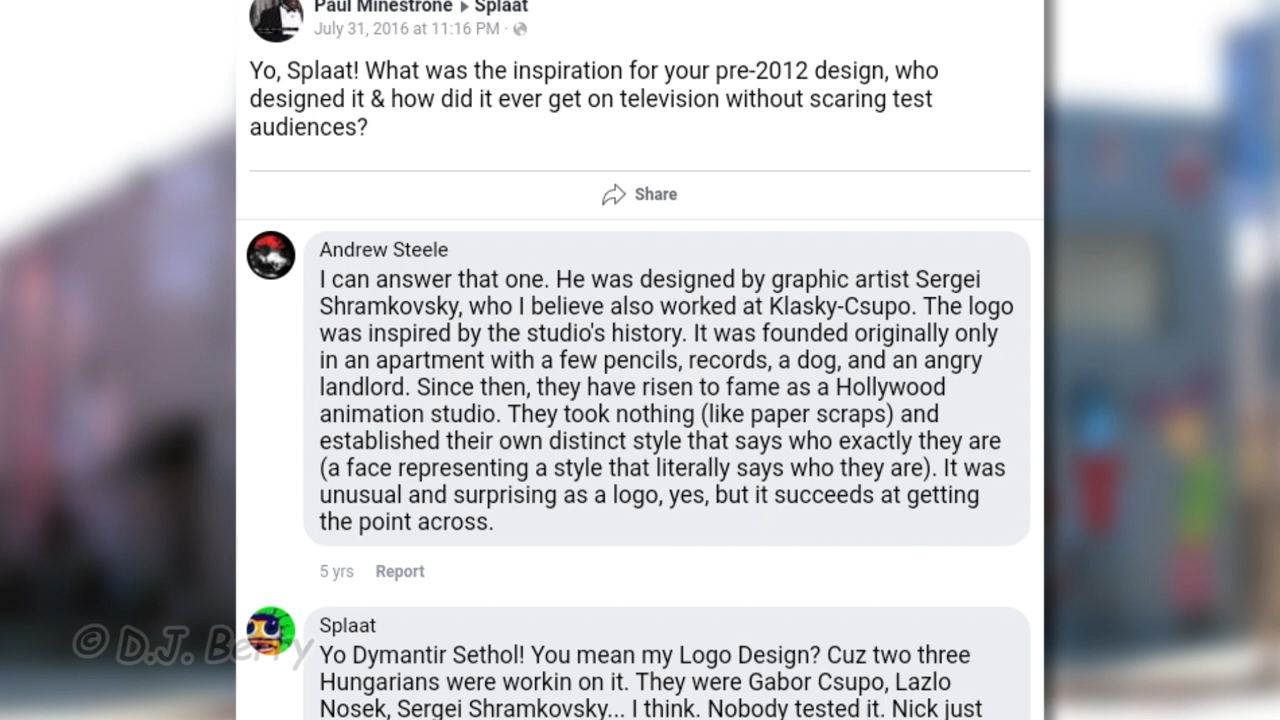 Paul Minestrone ▸ Splaat
July 31, 2016 at 11:16 PM ·
Yo, Splaat! What was the inspiration for your pre-2012 design, who
designed it & how did it ever get on television without scaring test
audiences?
Share
Andrew Steele
I can answer that one. He was designed by graphic artist Sergei
Shramkovsky, who I believe also worked at Klasky-Csupo. The logo
was inspired by the studio's history. It was founded originally only
in an apartment with a few pencils, records, a dog, and an angry
landlord. Since then, they have risen to fame as a Hollywood
animation studio. They took nothing (like paper scraps) and
established their own distinct style that says who exactly they are
(a face representing a style that literally says who they are). It was
unusual and surprising as a logo, yes, but it succeeds at getting
the point across.
5 yrs Report
Splaat
Yo Dymantir Sethol! You mean my Logo Design? Cuz two three
Hungarians were workin on it. They were Gabor Csupo, Lazlo
Nosek, Sergei Shramkovsky... I think. Nobody tested it. Nick just
© D.J. Berry